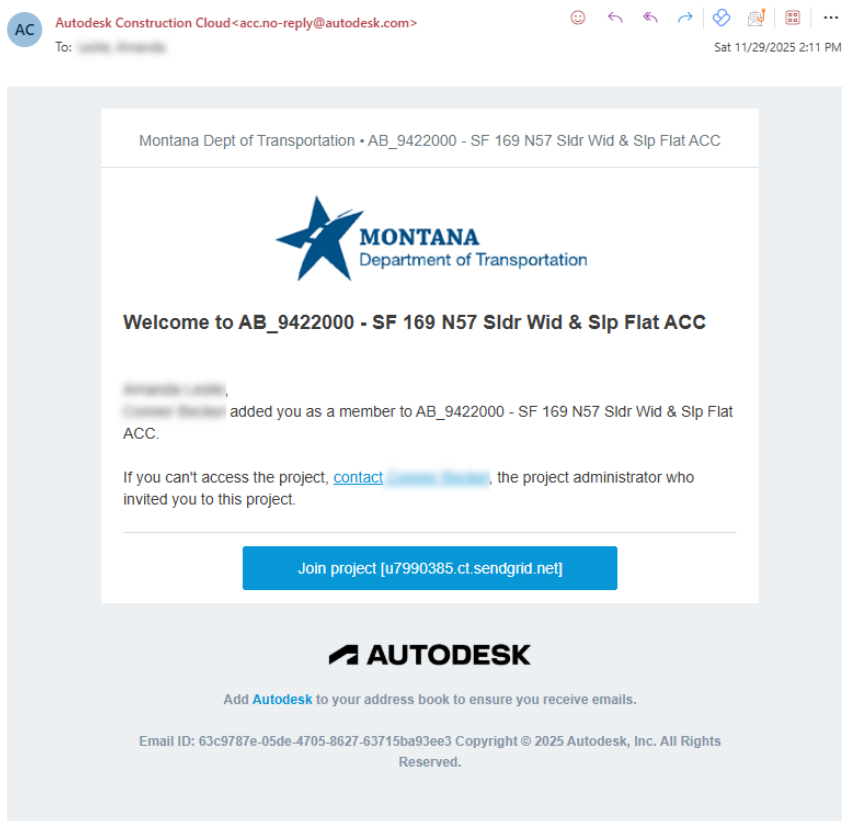 AC
Autodesk Construction Cloud<acc.no-reply@autodesk.com>
To:
Sat 11/29/2025 2:11 PM
Montana Dept of Transportation • AB_9422000 - SF 169 N57 Sldr Wid & Slp Flat ACC
MONTANA
Department of Transportation
Welcome to AB_9422000 - SF 169 N57 Sldr Wid & Slp Flat ACC
,
added you as a member to AB_9422000 - SF 169 N57 Sldr Wid & Slp Flat
ACC.
If you can't access the project, contact , the project administrator who
invited you to this project.
Join project [u7990385.ct.sendgrid.net]
AUTODESK
Add Autodesk to your address book to ensure you receive emails.
Email ID: 63c9787e-05de-4705-8627-63715ba93ee3 Copyright © 2025 Autodesk, Inc. All Rights
Reserved.